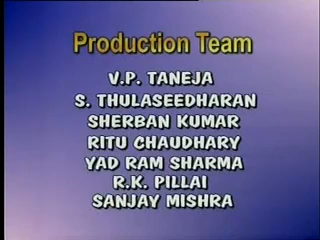 Production Team
V.P. TANEJA
S. THULASEEDHARAN
SHERBAN KUMAR
RITU CHAUDHARY
YAD RAM SHARMA
R.K. PILLAI
SANJAY MISHRA